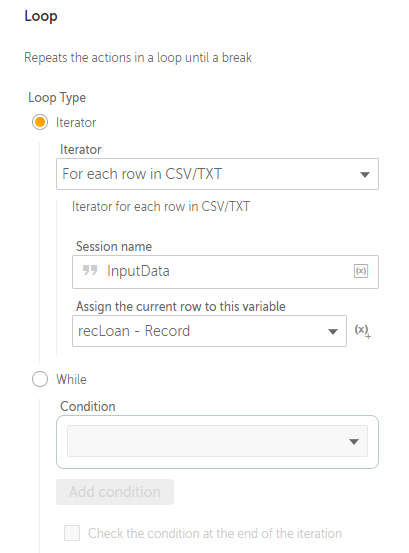 Loop
Repeats the actions in a loop until a break
Loop Type
Iterator
Iterator
For each row in CSV/TXT
Iterator for each row in CSV/TXT
Session name
InputData
(x)
Assign the current row to this variable
recLoan - Record
(x)+
While
Condition
Add condition
Check the condition at the end of the iteration